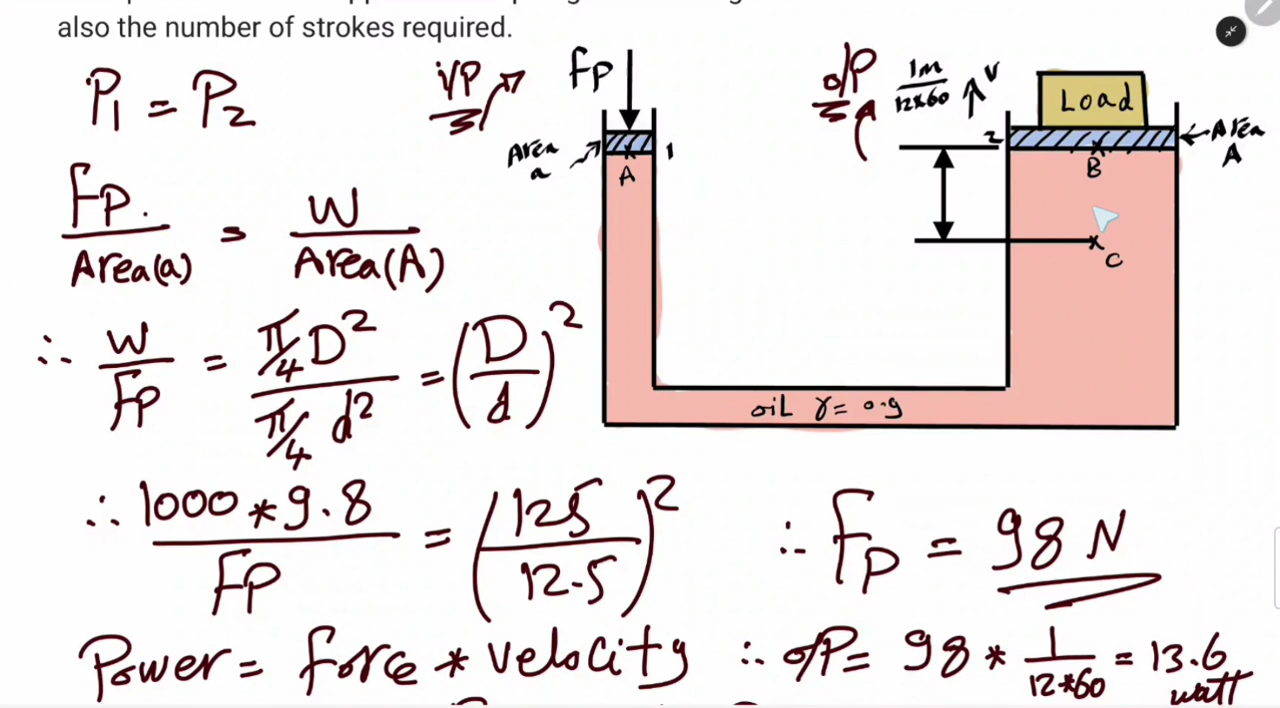 also the number of strokes required.
P1 = P2
i/P
Fp
o/P
1m / 12*60
V
Load
Area a
1
A
2
B
Area A
Fp. / Area(a) = W / Area(A)
C
∴ W / Fp = π/4 D² / π/4 d² = (D / d)²
oil γ = 0.9
∴ 1000 * 9.8 / Fp = (125 / 12.5)²
∴ Fp = 98 N
Power = force * velocity
∴ o/P = 98 * 1 / 12*60 = 13.6 watt